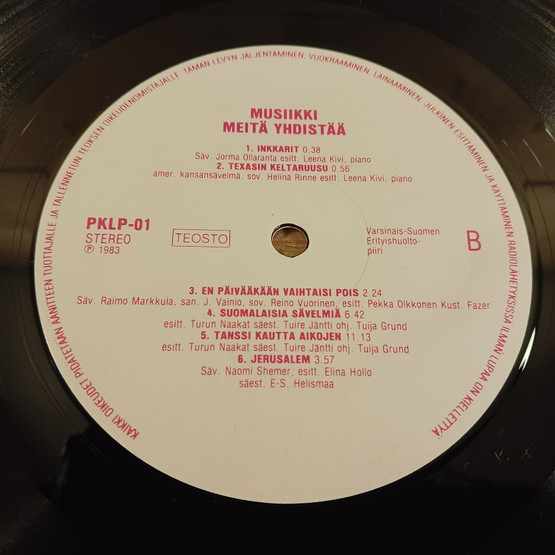 KAIKKI OIKEUDET PIDÄTETÄÄN ÄÄNITTEEN TUOTTAJALLE JA TALLENNETUN TEOKSEN OIKEUDENOMISTAJALLE. TÄMÄN LEVYN JÄLJENTÄMINEN, VUOKRAAMINEN, LAINAAMINEN, JULKINEN ESITTÄMINEN JA KÄYTTÄMINEN RADIOLÄHETYKSISSÄ ILMAN LUPAA ON KIELLETTYÄ
MUSIIKKI
MEITÄ YHDISTÄÄ
1. INKKARIT 0.38
Säv. Jorma Ollaranta esitt. Leena Kivi, piano
2. TEXASIN KELTARUUSU 0.56
amer. kansansävelmä. sov. Helinä Rinne esitt. Leena Kivi, piano
PKLP-01
STEREO
℗ 1983
TEOSTO
Varsinais-Suomen
Erityishuolto-
piiri
B
3. EN PÄIVÄÄKÄÄN VAIHTAISI POIS 2.24
Säv. Raimo Markkula, san. J. Vainio, sov. Reino Vuorinen, esitt. Pekka Olkkonen Kust. Fazer
4. SUOMALAISIA SÄVELMIÄ 6.42
esitt. Turun Naakat säest. Tuire Jäntti ohj. Tuija Grund
5. TANSSI KAUTTA AIKOJEN 11.13
esitt. Turun Naakat säest. Tuire Jäntti ohj. Tuija Grund
6. JERUSALEM 3.57
Säv. Naomi Shemer, esitt. Elina Hollo
säest. E-S. Helismaa